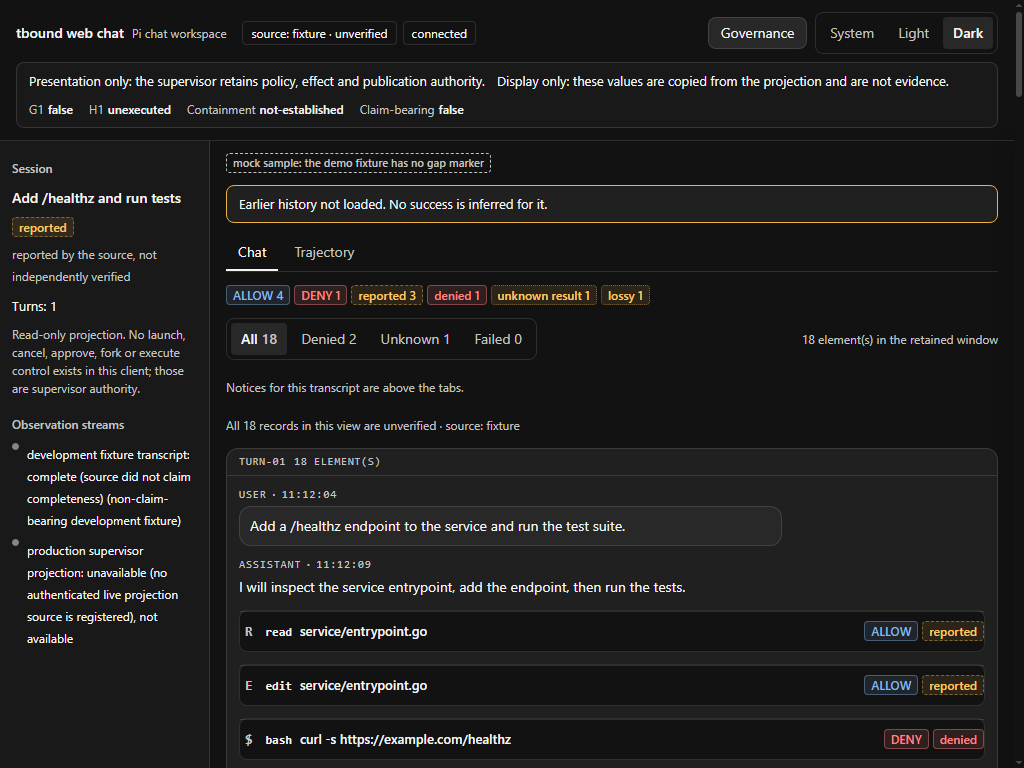 tbound web chat Pi chat workspace source: fixture · unverified connected Governance System Light Dark
Presentation only: the supervisor retains policy, effect and publication authority. Display only: these values are copied from the projection and are not evidence.
G1 false H1 unexecuted Containment not-established Claim-bearing false
Session
Add /healthz and run tests
reported
reported by the source, not
independently verified
Turns: 1
Read-only projection. No launch,
cancel, approve, fork or execute
control exists in this client; those
are supervisor authority.
Observation streams
development fixture transcript:
complete (source did not claim
completeness) (non-claim-
bearing development fixture)
production supervisor
projection: unavailable (no
authenticated live projection
source is registered), not
available
mock sample: the demo fixture has no gap marker
Earlier history not loaded. No success is inferred for it.
Chat Trajectory
ALLOW 4 DENY 1 reported 3 denied 1 unknown result 1 lossy 1
All 18 Denied 2 Unknown 1 Failed 0 18 element(s) in the retained window
Notices for this transcript are above the tabs.
All 18 records in this view are unverified · source: fixture
TURN-01 18 ELEMENT(S)
USER · 11:12:04
Add a /healthz endpoint to the service and run the test suite.
ASSISTANT · 11:12:09
I will inspect the service entrypoint, add the endpoint, then run the tests.
R read service/entrypoint.go ALLOW reported
E edit service/entrypoint.go ALLOW reported
$ bash curl -s https://example.com/healthz DENY denied